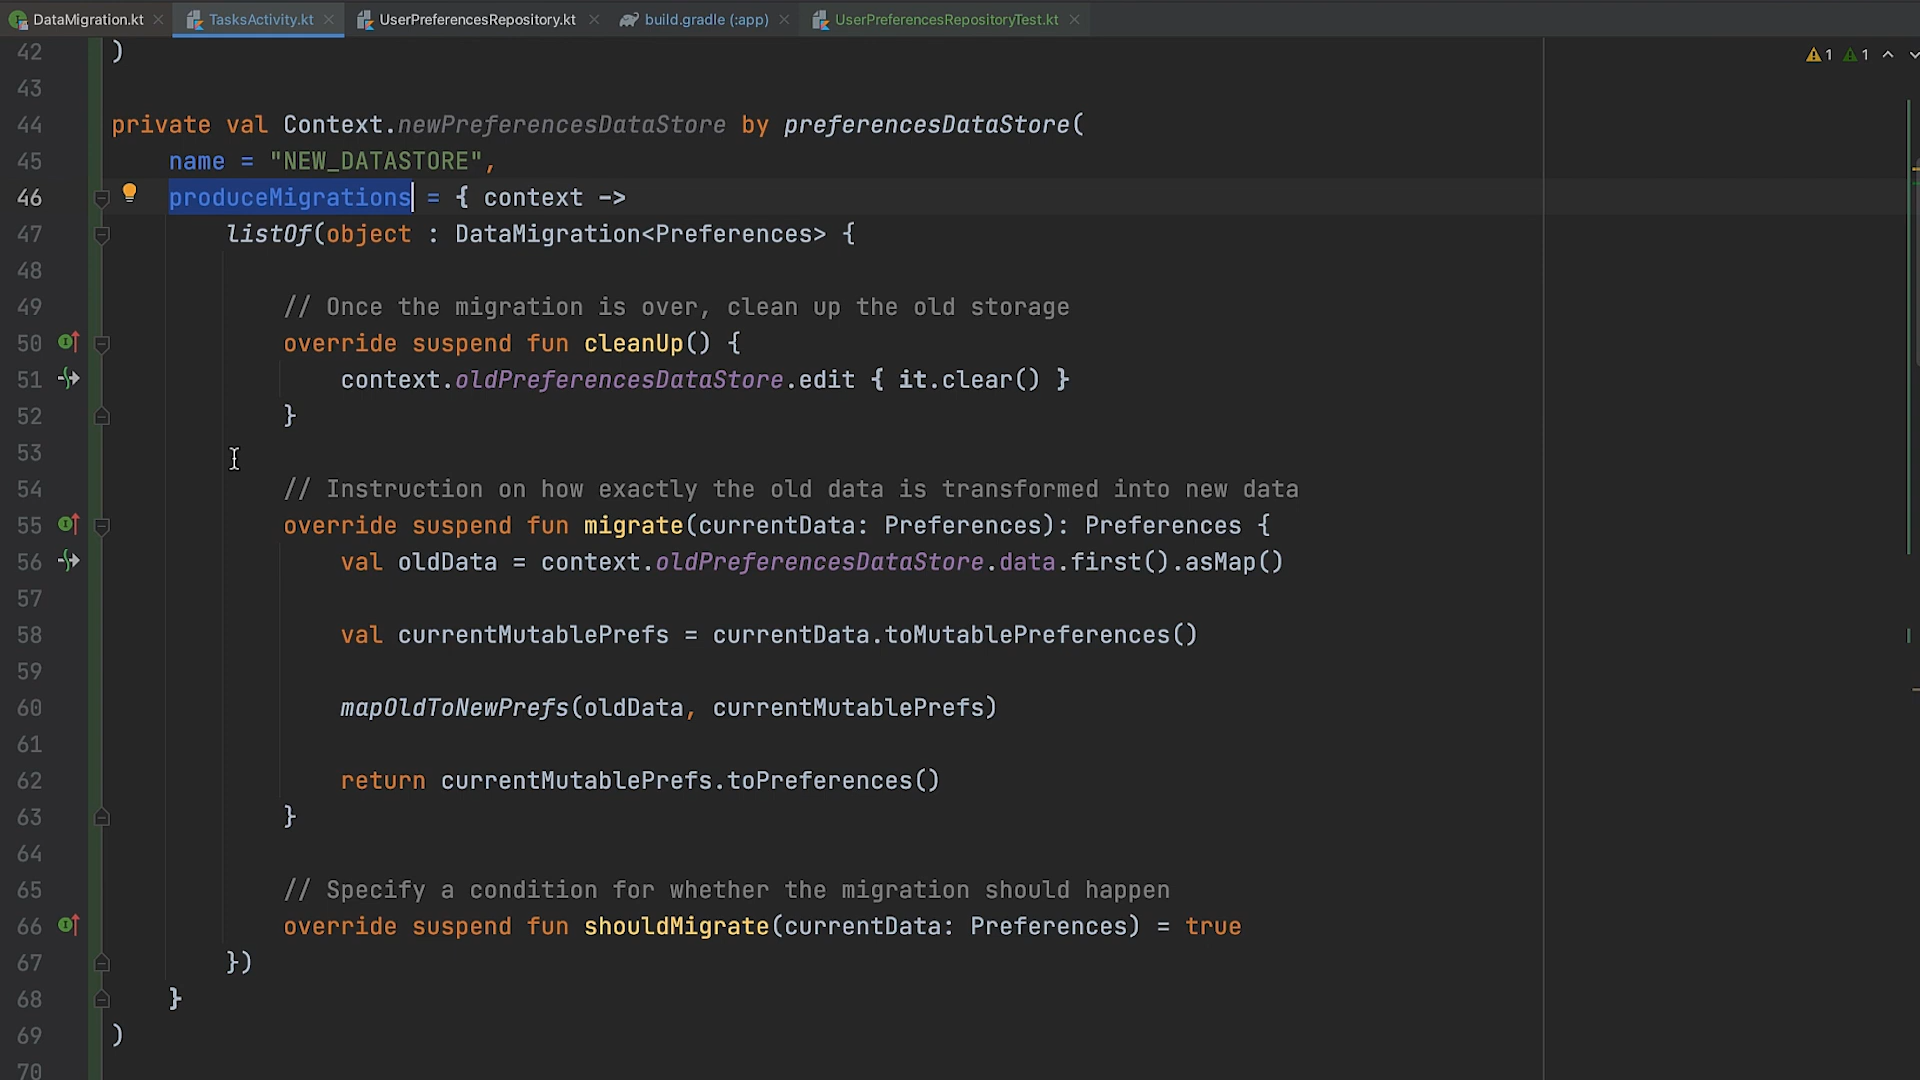 DataMigration.kt TasksActivity.kt UserPreferencesRepository.kt build.gradle (:app) UserPreferencesRepositoryTest.kt
42 )
1 1
43
44 private val Context.newPreferencesDataStore by preferencesDataStore(
45 name = "NEW_DATASTORE",
46 produceMigrations = { context ->
47 listOf(object : DataMigration<Preferences> {
48
49 // Once the migration is over, clean up the old storage
50 override suspend fun cleanUp() {
51 context.oldPreferencesDataStore.edit { it.clear() }
52 }
53
54 // Instruction on how exactly the old data is transformed into new data
55 override suspend fun migrate(currentData: Preferences): Preferences {
56 val oldData = context.oldPreferencesDataStore.data.first().asMap()
57
58 val currentMutablePrefs = currentData.toMutablePreferences()
59
60 mapOldToNewPrefs(oldData, currentMutablePrefs)
61
62 return currentMutablePrefs.toPreferences()
63 }
64
65 // Specify a condition for whether the migration should happen
66 override suspend fun shouldMigrate(currentData: Preferences) = true
67 })
68 }
69 )
70